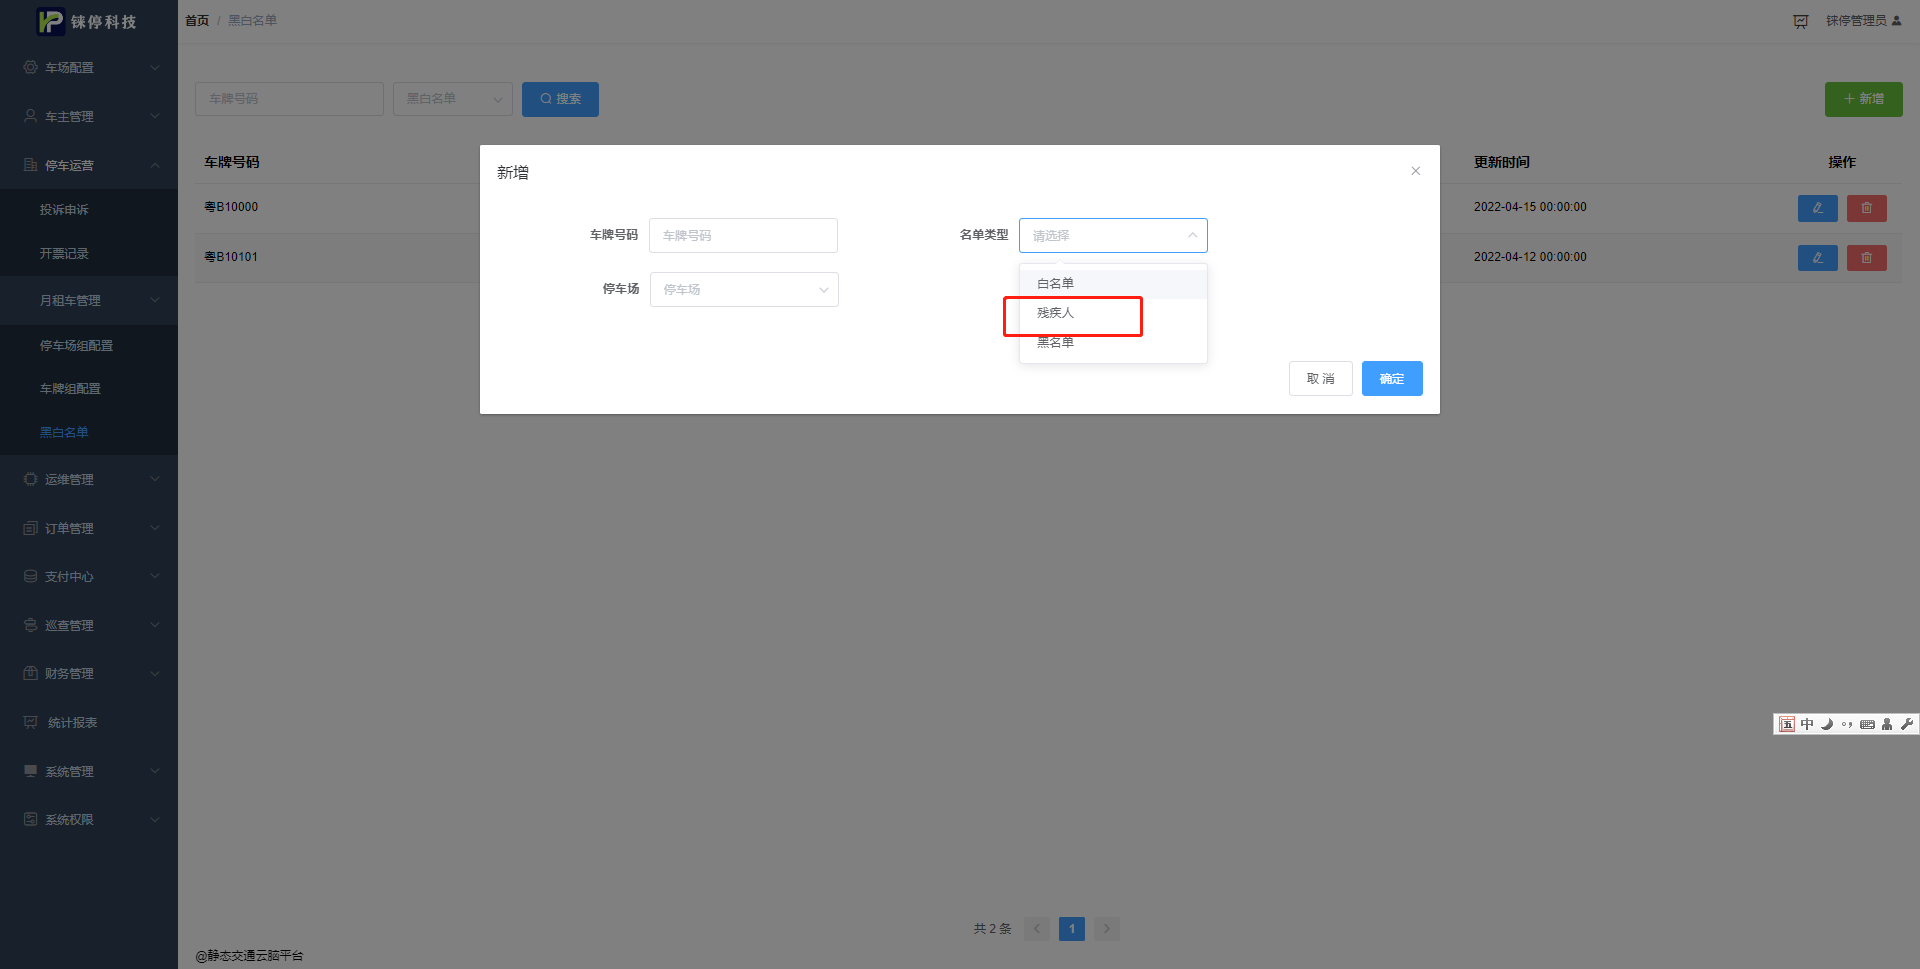 铼停科技
首页 / 黑白名单
铼停管理员
车场配置
车主管理
停车运营
投诉申诉
开票记录
月租车管理
停车场组配置
车牌组配置
黑白名单
运维管理
订单管理
支付中心
巡查管理
财务管理
统计报表
系统管理
系统权限
车牌号码 黑白名单 搜索 新增
车牌号码 更新时间 操作
粤B10000 2022-04-15 00:00:00
粤B10101 2022-04-12 00:00:00
新增
车牌号码 车牌号码 名单类型 请选择
停车场 停车场
白名单
残疾人
黑名单
取消 确定
共 2 条 1
@静态交通云脑平台
五 中